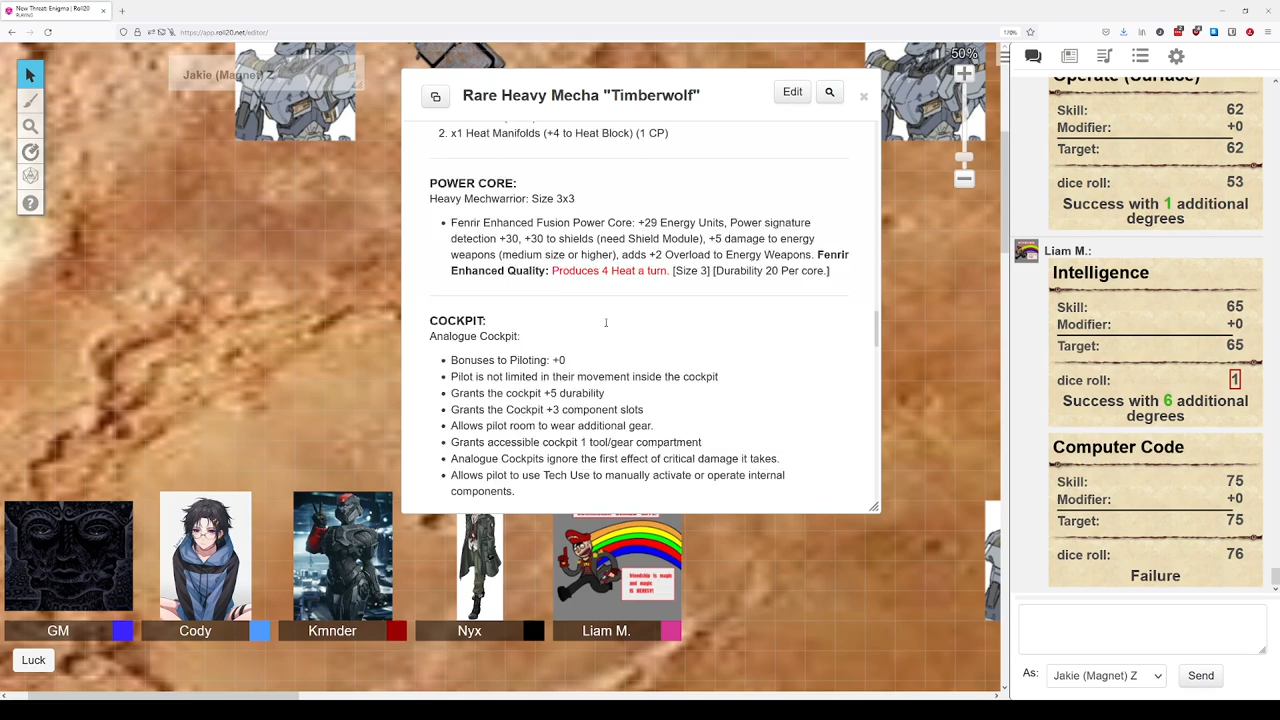 New Threat: Enigma | Roll20
PLAYING
https://app.roll20.net/editor/
170%
Jakie (Magnet) Z
50%
Rare Heavy Mecha "Timberwolf"
Edit
2. x1 Heat Manifolds (+4 to Heat Block) (1 CP)
POWER CORE:
Heavy Mechwarrior: Size 3x3
Fenrir Enhanced Fusion Power Core: +29 Energy Units, Power signature
detection +30, +30 to shields (need Shield Module), +5 damage to energy
weapons (medium size or higher), adds +2 Overload to Energy Weapons. Fenrir
Enhanced Quality: Produces 4 Heat a turn. [Size 3] [Durability 20 Per core.]
COCKPIT:
Analogue Cockpit:
Bonuses to Piloting: +0
Pilot is not limited in their movement inside the cockpit
Grants the cockpit +5 durability
Grants the Cockpit +3 component slots
Allows pilot room to wear additional gear.
Grants accessible cockpit 1 tool/gear compartment
Analogue Cockpits ignore the first effect of critical damage it takes.
Allows pilot to use Tech Use to manually activate or operate internal
components.
friendship is magic
and magic
is HERESY!
GM
Cody
Kmnder
Nyx
Liam M.
Luck
Operate (Surface)
Skill: 62
Modifier: +0
Target: 62
dice roll: 53
Success with 1 additional
degrees
Liam M.:
Intelligence
Skill: 65
Modifier: +0
Target: 65
dice roll: 1
Success with 6 additional
degrees
Computer Code
Skill: 75
Modifier: +0
Target: 75
dice roll: 76
Failure
As: Jakie (Magnet) Z
Send